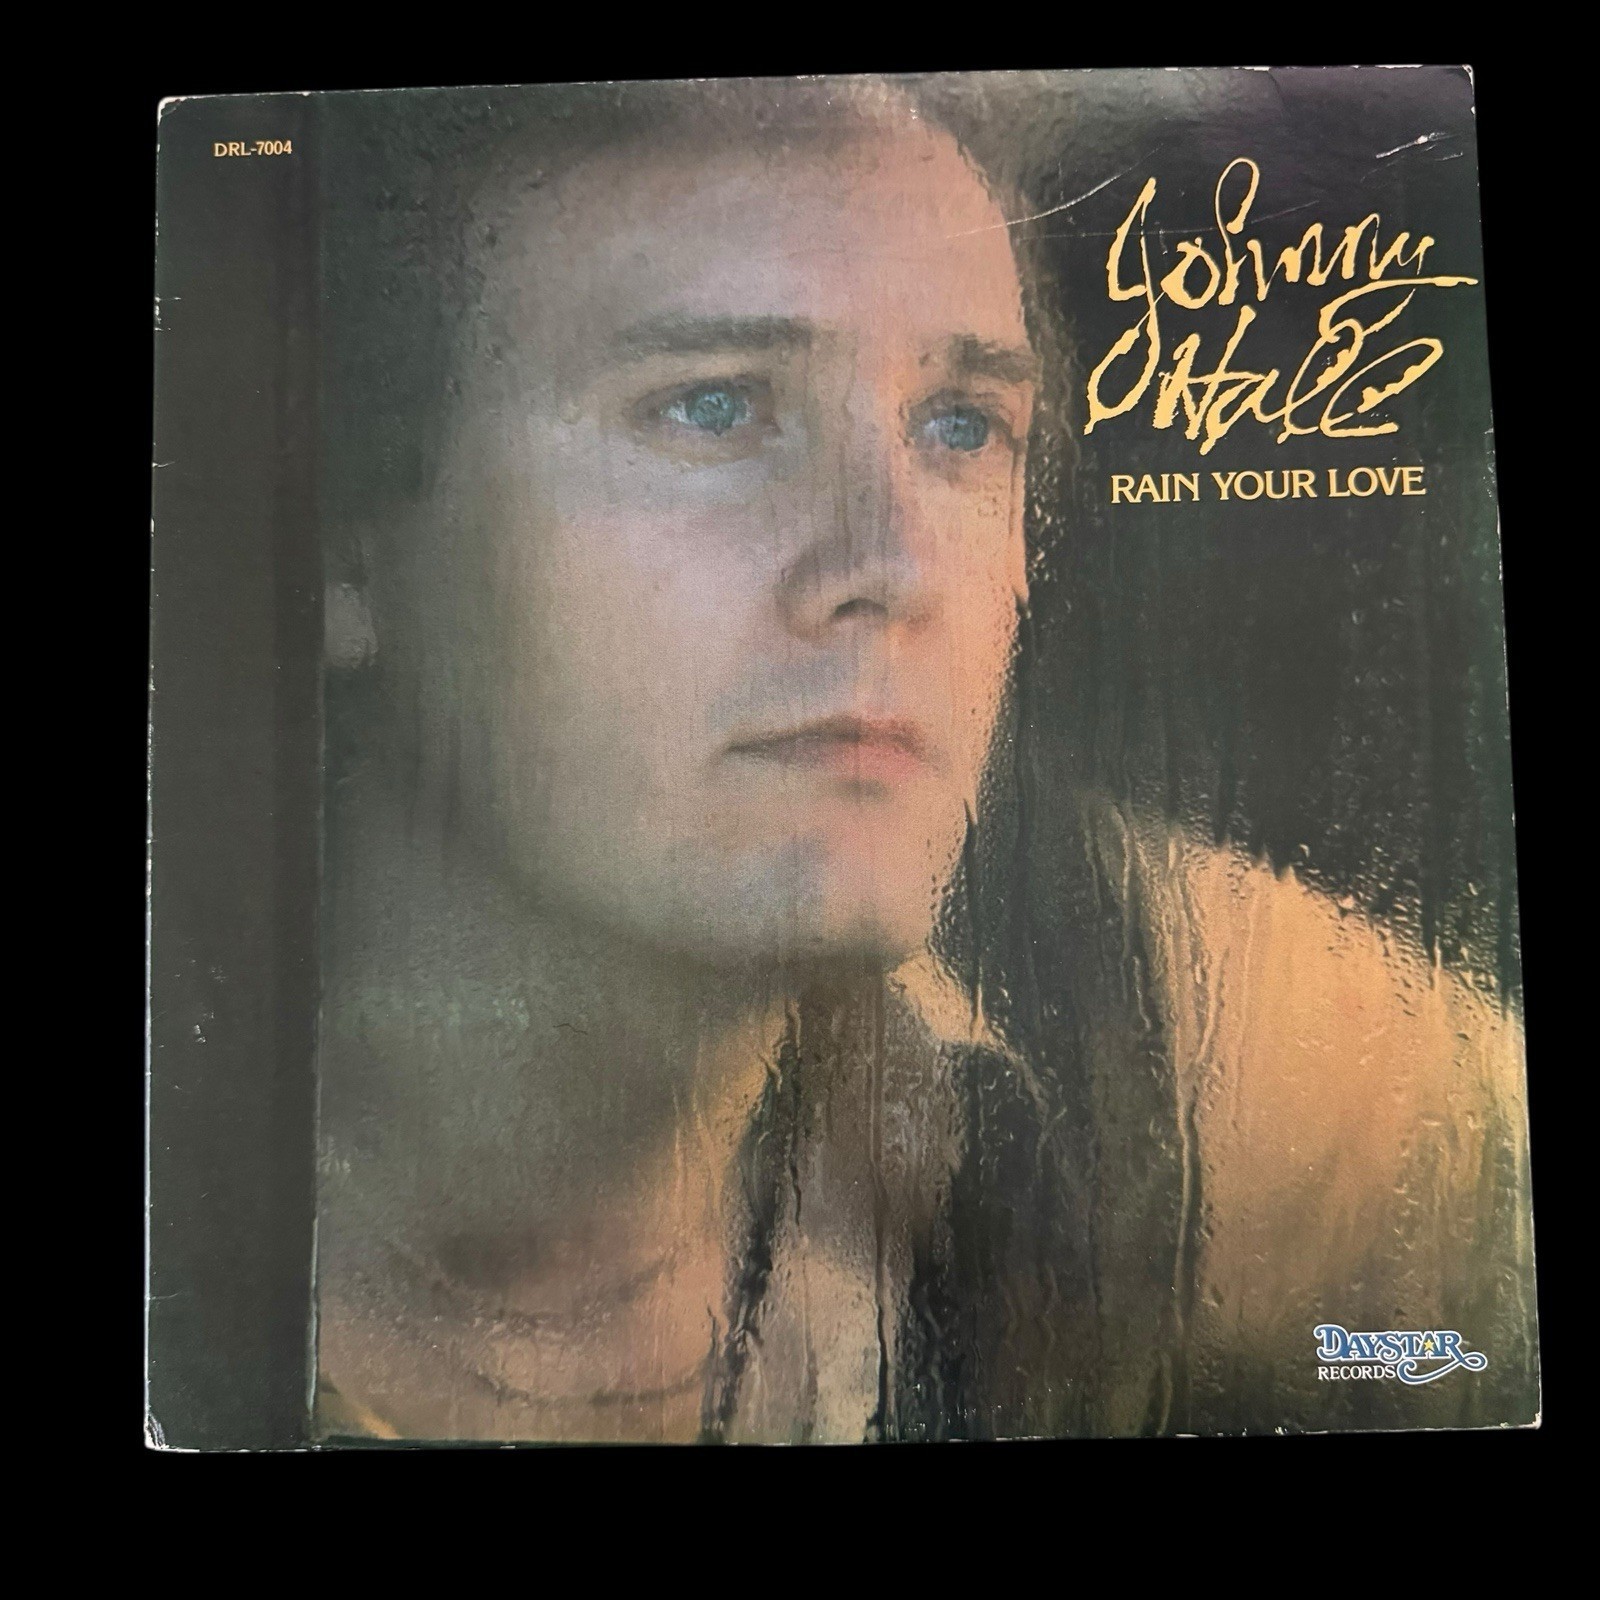 DRL-7004
Johnny
Hall
RAIN YOUR LOVE
DAYSTAR
RECORDS